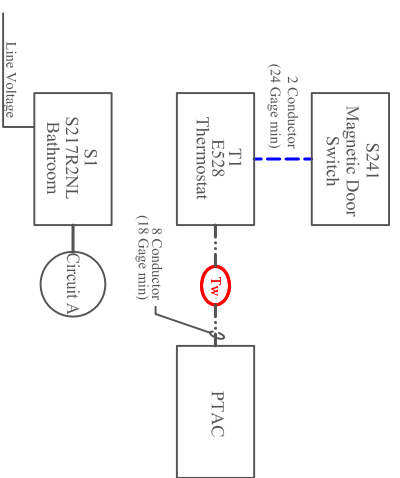 Line Voltage
S1
S217R2NL
Bathroom
Circuit A
2 Conductor
(24 Gage min)
S241
Magnetic Door
Switch
T1
E528
Thermostat
Tw
8 Conductor
(18 Gage min)
PTAC